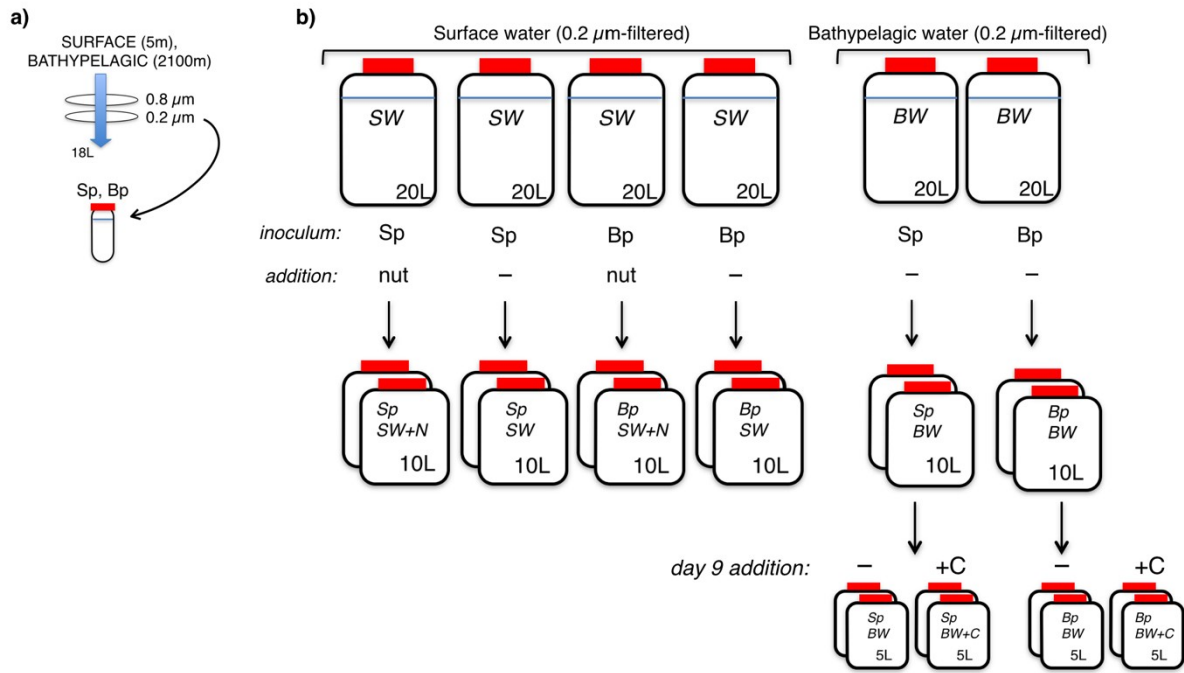 a)
SURFACE (5m),
BATHYPELAGIC (2100m)
0.8 µm
0.2 µm
18L
Sp, Bp
b)
Surface water (0.2 µm-filtered)
Bathypelagic water (0.2 µm-filtered)
SW SW SW SW BW BW
20L 20L 20L 20L 20L 20L
inoculum: Sp Sp Bp Bp Sp Bp
addition: nut – nut – – –
Sp Sp Bp Bp Sp Bp
SW+N SW SW+N SW BW BW
10L 10L 10L 10L 10L 10L
day 9 addition: – +C – +C
Sp Sp Bp Bp
BW BW+C BW BW+C
5L 5L 5L 5L